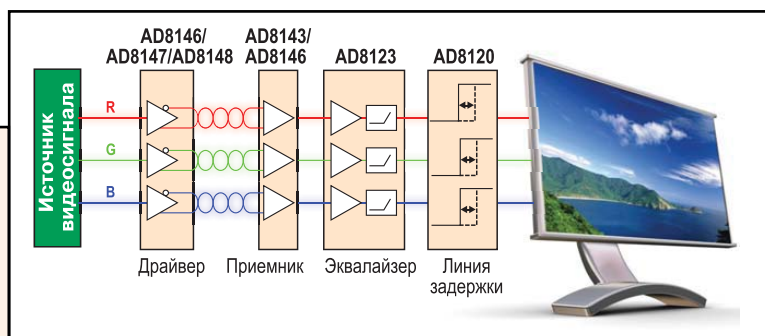 AD8146/
AD8147/AD8148
AD8143/
AD8146
AD8123
AD8120
Источник
видеосигнала
R
G
B
Драйвер
Приемник
Эквалайзер
Линия
задержки